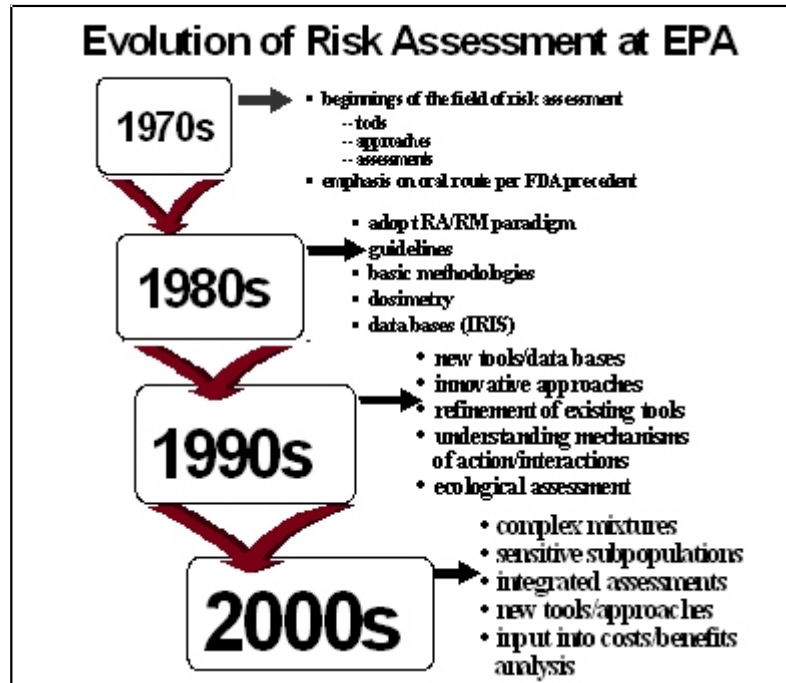 Evolution of Risk Assessment at EPA
1970s
• beginnings of the field of risk assessment
-- tools
-- approaches
-- assessments
• emphasis on oral route per FDA precedent
1980s
• adopt RA/RM paradigm
• guidelines
• basic methodologies
• dosimetry
• data bases (IRIS)
1990s
• new tools/data bases
• innovative approaches
• refinement of existing tools
• understanding mechanisms
of action/interactions
• ecological assessment
2000s
• complex mixtures
• sensitive subpopulations
• integrated assessments
• new tools/approaches
• input into costs/benefits
analysis